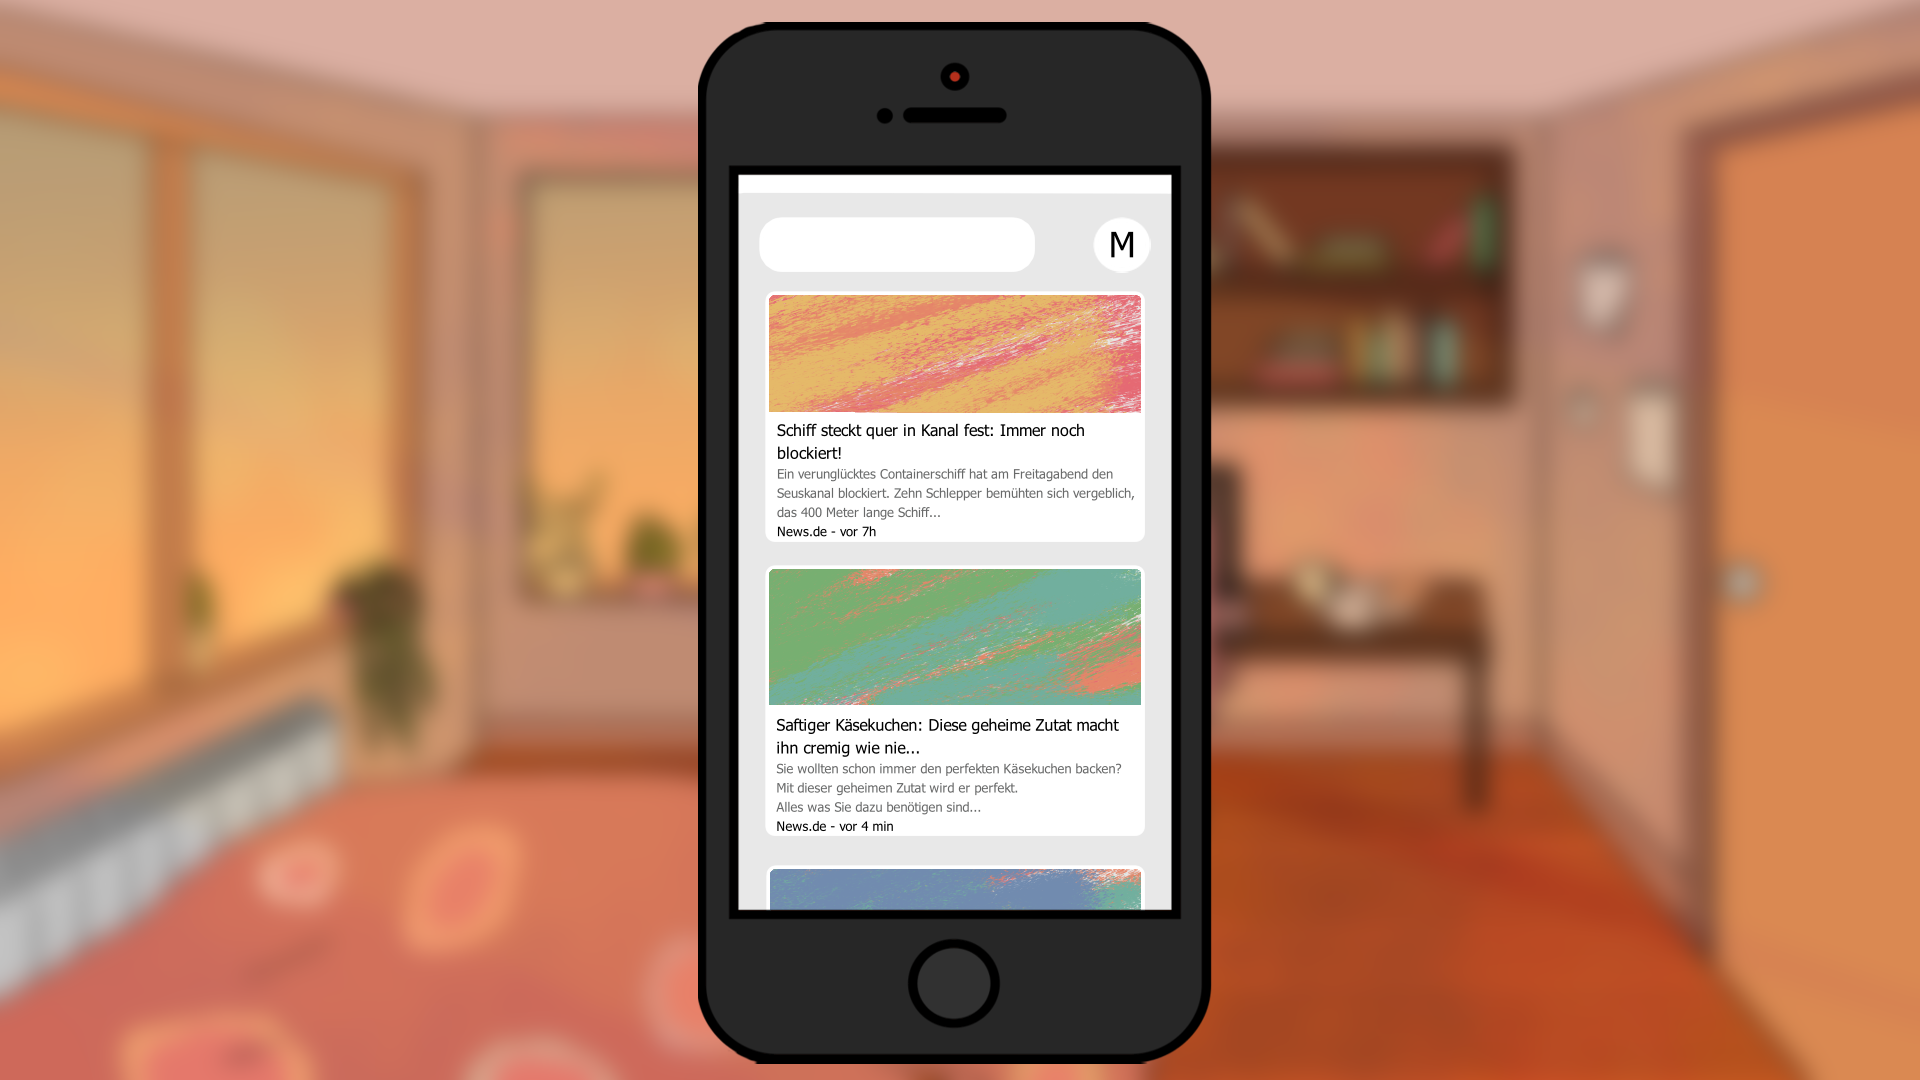 M
Schiff steckt quer in Kanal fest: Immer noch
blockiert!
Ein verunglücktes Containerschiff hat am Freitagabend den
Seuskanal blockiert. Zehn Schlepper bemühten sich vergeblich,
das 400 Meter lange Schiff...
News.de - vor 7h
Saftiger Käsekuchen: Diese geheime Zutat macht
ihn cremig wie nie...
Sie wollten schon immer den perfekten Käsekuchen backen?
Mit dieser geheimen Zutat wird er perfekt.
Alles was Sie dazu benötigen sind...
News.de - vor 4 min